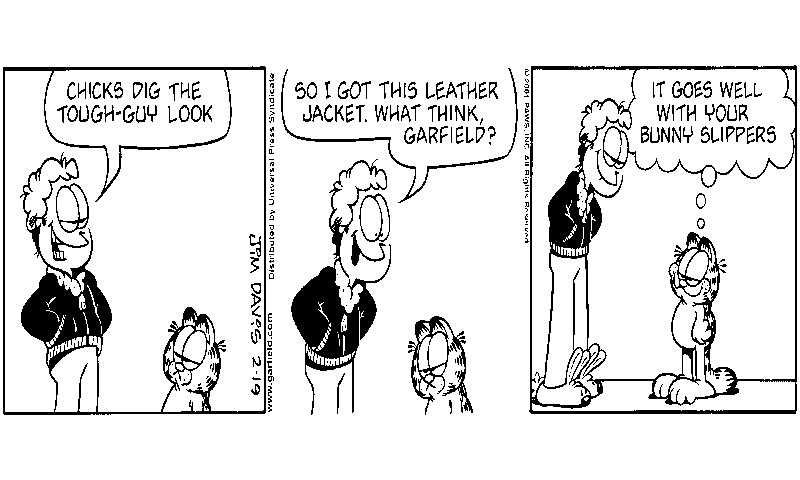 CHICKS DIG THE
TOUGH-GUY LOOK
JIM DAVIS 2-19
www.garfield.com
Distributed by Universal Press Syndicate
SO I GOT THIS LEATHER
JACKET. WHAT THINK,
GARFIELD?
© 2001 PAWS, INC. All Rights Reserved
IT GOES WELL
WITH YOUR
BUNNY SLIPPERS